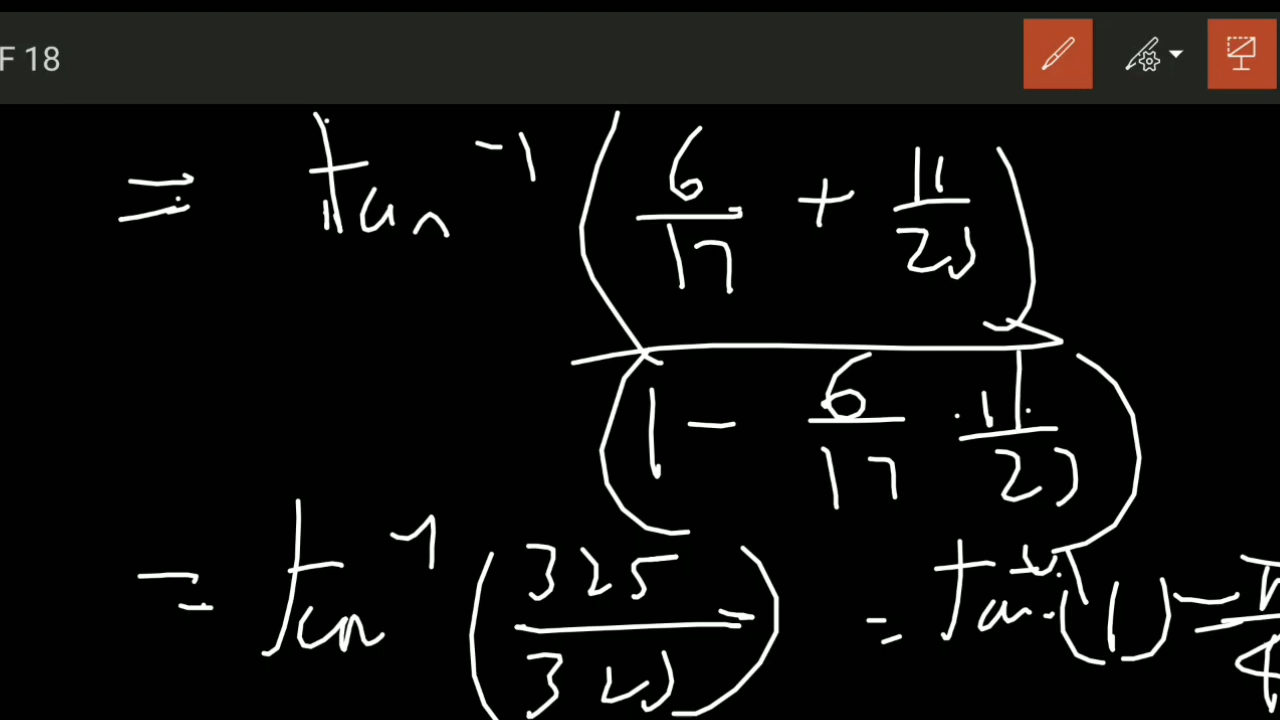 F 18
= tan⁻¹ (6/17 + 11/23)
(1 - 6/17 · 11/23)
= tan⁻¹ (325/325) = tan⁻¹ (1) = π/4